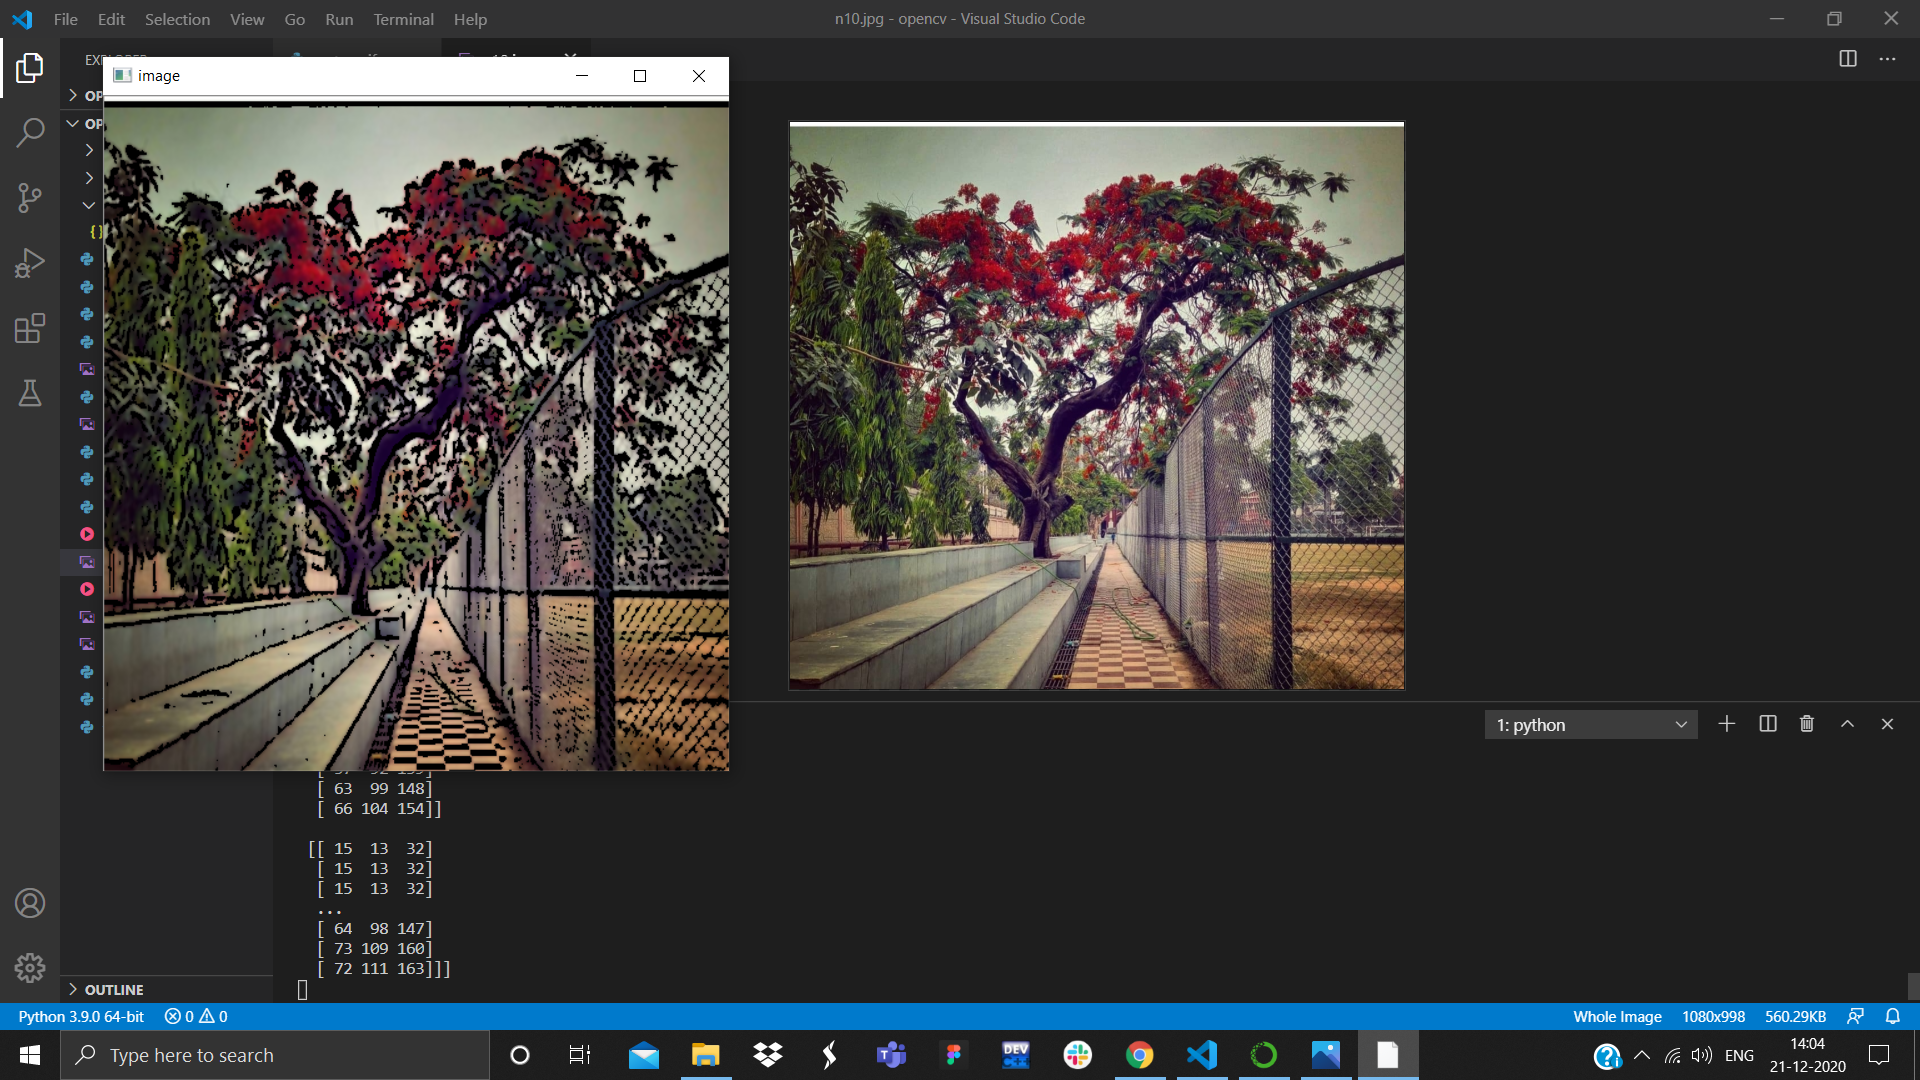 File Edit Selection View Go Run Terminal Help
n10.jpg - opencv - Visual Studio Code
image
1: python
[ 63 99 148]
[ 66 104 154]]
[[ 15 13 32]
[ 15 13 32]
[ 15 13 32]
...
[ 64 98 147]
[ 73 109 160]
[ 72 111 163]]]
OUTLINE
Python 3.9.0 64-bit 0 0
Whole Image 1080x998 560.29KB
Type here to search
DEV C++
ENG
14:04
21-12-2020